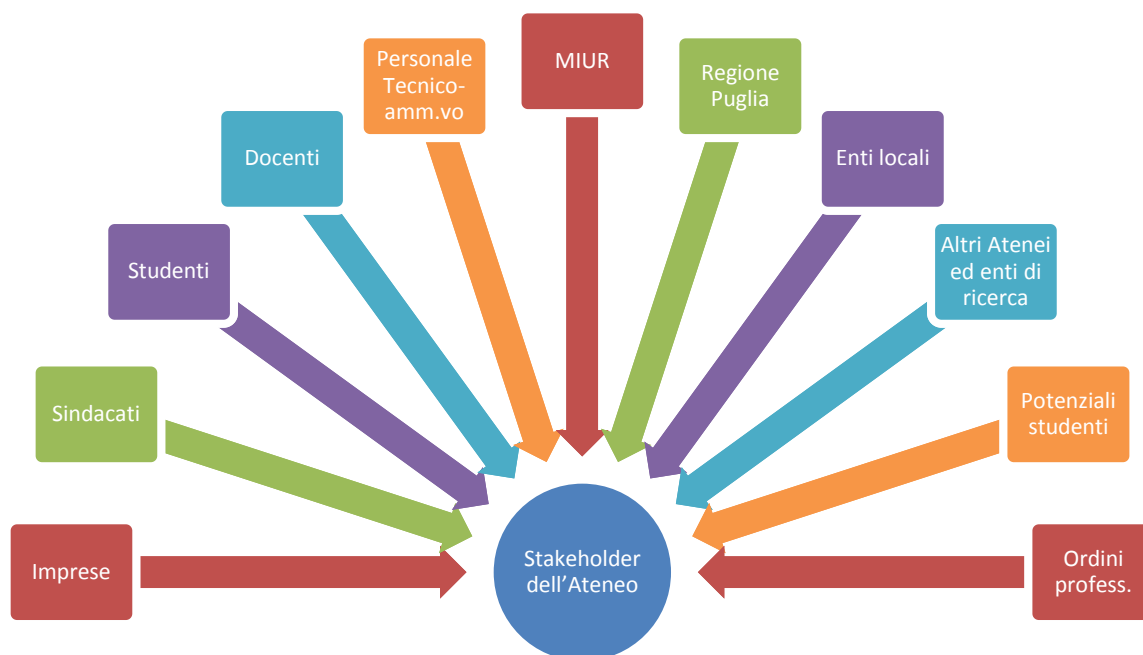 MIUR
Personale
Tecnico-
amm.vo
Regione
Puglia
Docenti
Enti locali
Studenti
Altri Atenei
ed enti di
ricerca
Sindacati
Potenziali
studenti
Imprese
Stakeholder
dell'Ateneo
Ordini
profess.